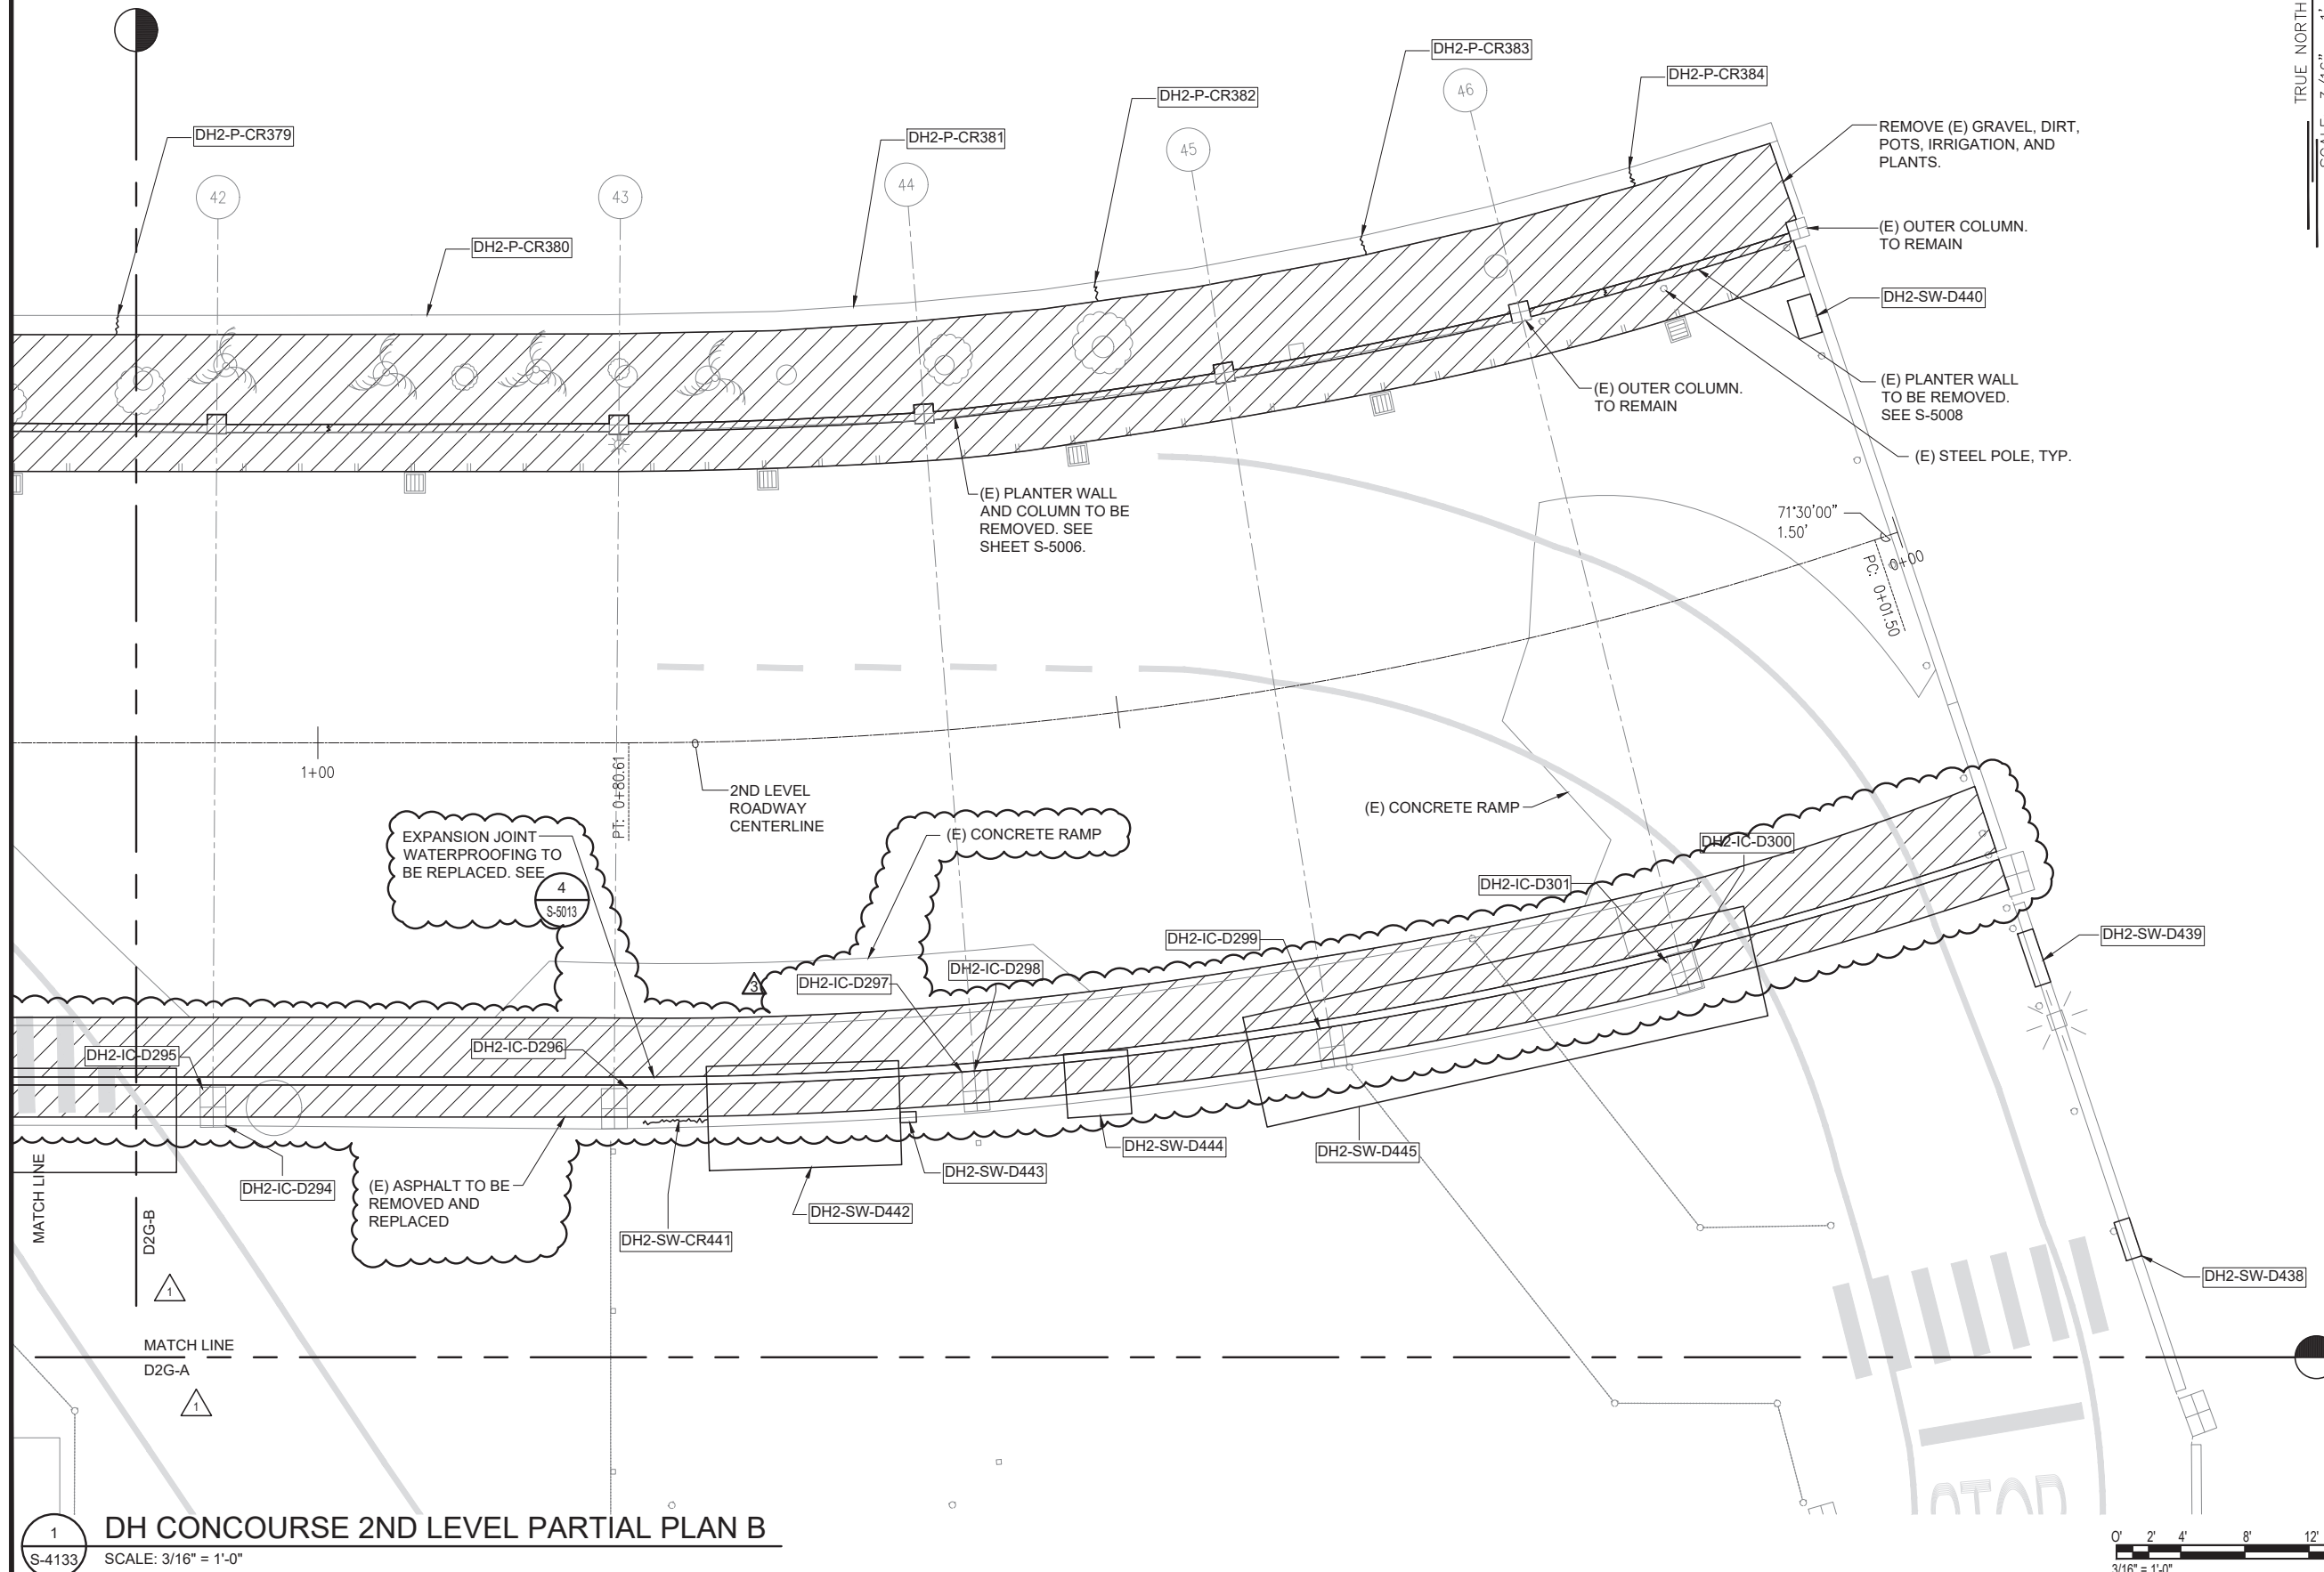 TRUE NORTH
DH2-P-CR383
46
DH2-P-CR384
DH2-P-CR382
DH2-P-CR379
DH2-P-CR381
45
REMOVE (E) GRAVEL, DIRT,
POTS, IRRIGATION, AND
PLANTS.
42
43
44
(E) OUTER COLUMN.
TO REMAIN
DH2-P-CR380
DH2-SW-D440
(E) OUTER COLUMN.
TO REMAIN
(E) PLANTER WALL
TO BE REMOVED.
SEE S-5008
(E) STEEL POLE, TYP.
(E) PLANTER WALL
AND COLUMN TO BE
REMOVED. SEE
SHEET S-5006.
71°30'00"
1.50'
0+00
PC: 0+01.50
1+00
PT: 0+80.61
2ND LEVEL
ROADWAY
CENTERLINE
(E) CONCRETE RAMP
EXPANSION JOINT
WATERPROOFING TO
BE REPLACED. SEE
4
S-5013
(E) CONCRETE RAMP
DH2-IC-D300
DH2-IC-D301
DH2-IC-D299
DH2-SW-D439
3
DH2-IC-D297
DH2-IC-D298
DH2-IC-D295
DH2-IC-D296
DH2-IC-D294
(E) ASPHALT TO BE
REMOVED AND
REPLACED
DH2-SW-CR441
DH2-SW-D442
DH2-SW-D443
DH2-SW-D444
DH2-SW-D445
DH2-SW-D438
MATCH LINE
D2G-B
1
MATCH LINE
D2G-A
1
STOP
1
S-4133
DH CONCOURSE 2ND LEVEL PARTIAL PLAN B
SCALE: 3/16" = 1'-0"
0' 2' 4' 8' 12'
3/16" = 1'-0"